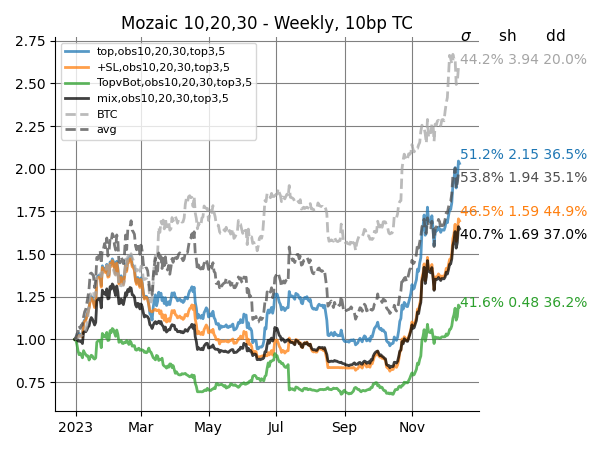 Mozaic 10,20,30 - Weekly, 10bp TC
σ sh dd
2.75
2.50
2.25
2.00
1.75
1.50
1.25
1.00
0.75
top,obs10,20,30,top3,5
+SL,obs10,20,30,top3,5
TopvBot,obs10,20,30,top3,5
mix,obs10,20,30,top3,5
BTC
avg
44.2% 3.94 20.0%
51.2% 2.15 36.5%
53.8% 1.94 35.1%
46.5% 1.59 44.9%
40.7% 1.69 37.0%
41.6% 0.48 36.2%
2023 Mar May Jul Sep Nov